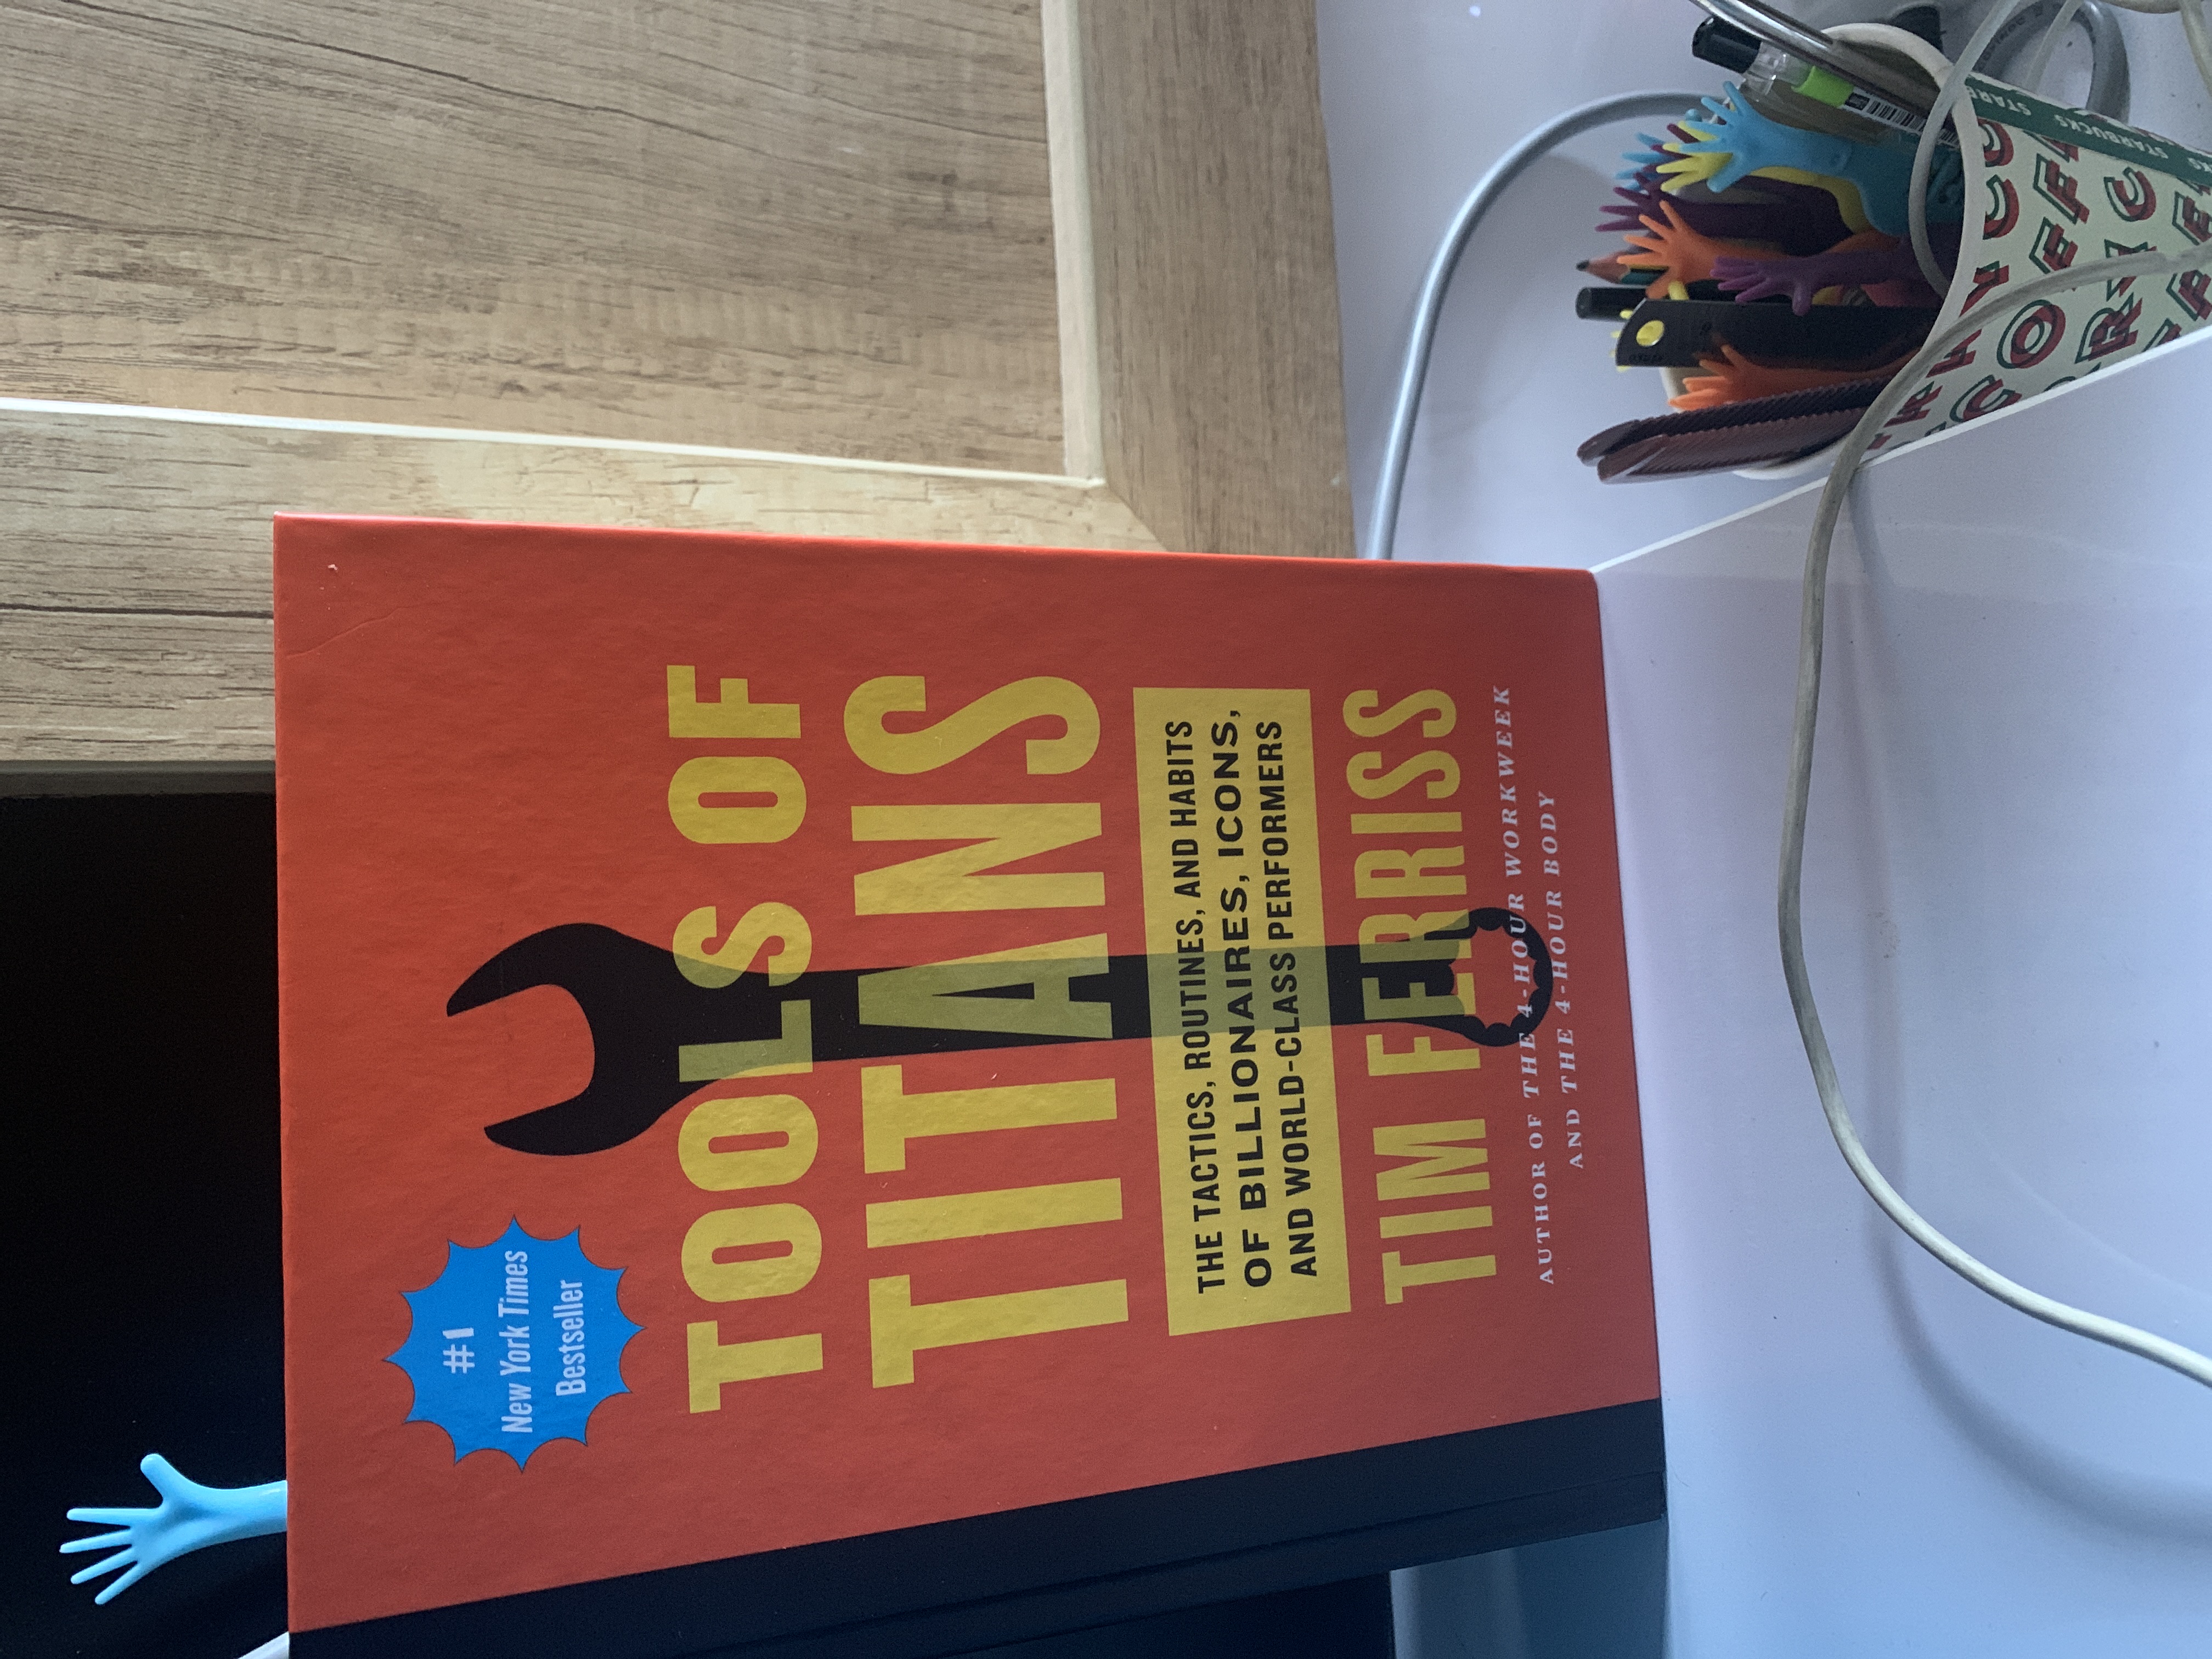 #1
New York Times
Bestseller
TOOLS OF
TITANS
THE TACTICS, ROUTINES, AND HABITS
OF BILLIONAIRES, ICONS,
AND WORLD-CLASS PERFORMERS
TIM FERRISS
AUTHOR OF THE 4-HOUR WORKWEEK
AND THE 4-HOUR BODY
STARBUCKS